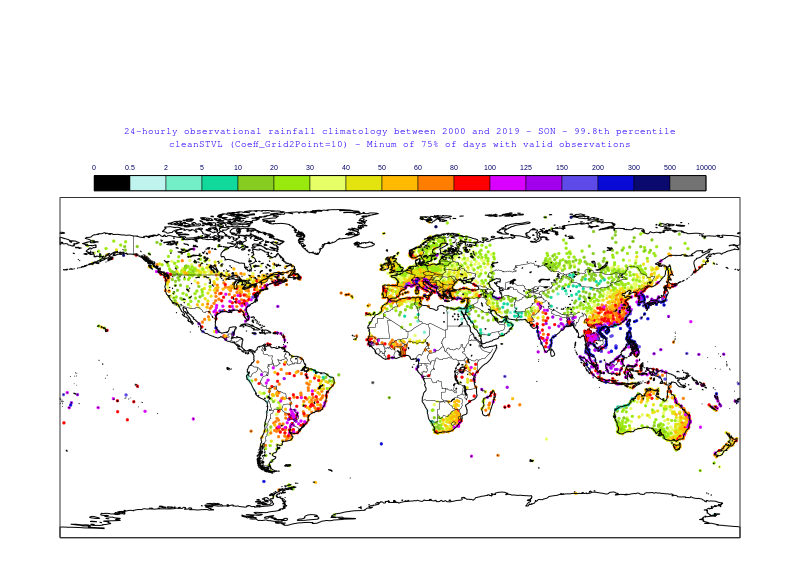 24-hourly observational rainfall climatology between 2000 and 2019 - SON - 99.8th percentile
cleanSTVL (Coeff_Grid2Point=10) - Minum of 75% of days with valid observations
0 0.5 2 5 10 20 30 40 50 60 80 100 125 150 200 300 500 10000